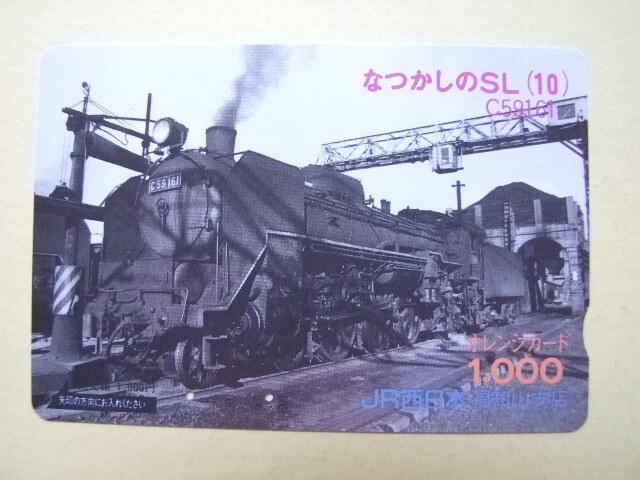 なつかしのSL(10)
C59161
C59 161
オレンジカード
1,000
JR西日本 福知山支店
矢印の方向にお入れください